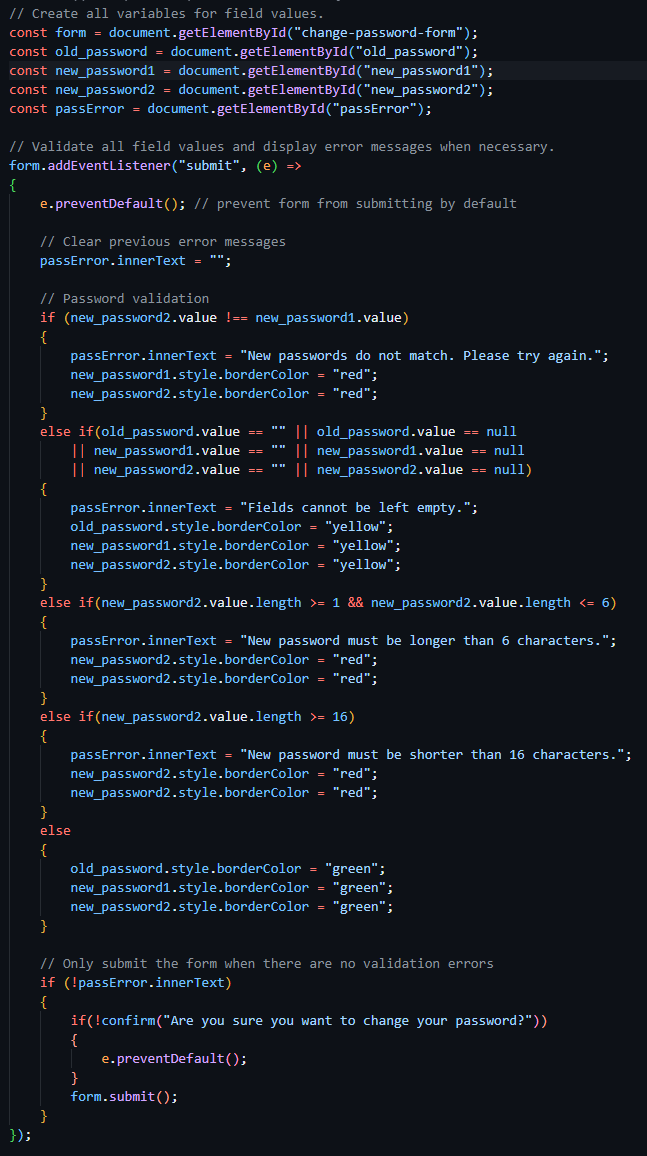 // Create all variables for field values.
const form = document.getElementById("change-password-form");
const old_password = document.getElementById("old_password");
const new_password1 = document.getElementById("new_password1");
const new_password2 = document.getElementById("new_password2");
const passError = document.getElementById("passError");

// Validate all field values and display error messages when necessary.
form.addEventListener("submit", (e) =>
{
    e.preventDefault(); // prevent form from submitting by default

    // Clear previous error messages
    passError.innerText = "";

    // Password validation
    if (new_password2.value !== new_password1.value)
    {
        passError.innerText = "New passwords do not match. Please try again.";
        new_password1.style.borderColor = "red";
        new_password2.style.borderColor = "red";
    }
    else if(old_password.value == "" || old_password.value == null
        || new_password1.value == "" || new_password1.value == null
        || new_password2.value == "" || new_password2.value == null)
    {
        passError.innerText = "Fields cannot be left empty.";
        old_password.style.borderColor = "yellow";
        new_password1.style.borderColor = "yellow";
        new_password2.style.borderColor = "yellow";
    }
    else if(new_password2.value.length >= 1 && new_password2.value.length <= 6)
    {
        passError.innerText = "New password must be longer than 6 characters.";
        new_password2.style.borderColor = "red";
        new_password2.style.borderColor = "red";
    }
    else if(new_password2.value.length >= 16)
    {
        passError.innerText = "New password must be shorter than 16 characters.";
        new_password2.style.borderColor = "red";
        new_password2.style.borderColor = "red";
    }
    else
    {
        old_password.style.borderColor = "green";
        new_password1.style.borderColor = "green";
        new_password2.style.borderColor = "green";
    }

    // Only submit the form when there are no validation errors
    if (!passError.innerText)
    {
        if(!confirm("Are you sure you want to change your password?"))
        {
            e.preventDefault();
        }
        form.submit();
    }
});